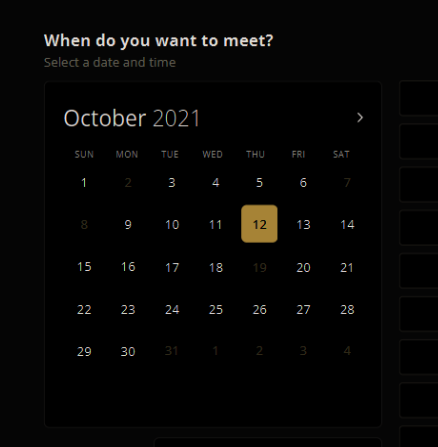 When do you want to meet?
Select a date and time
October 2021 >
SUN MON TUE WED THU FRI SAT
1 2 3 4 5 6 7
8 9 10 11 12 13 14
15 16 17 18 19 20 21
22 23 24 25 26 27 28
29 30 31 1 2 3 4